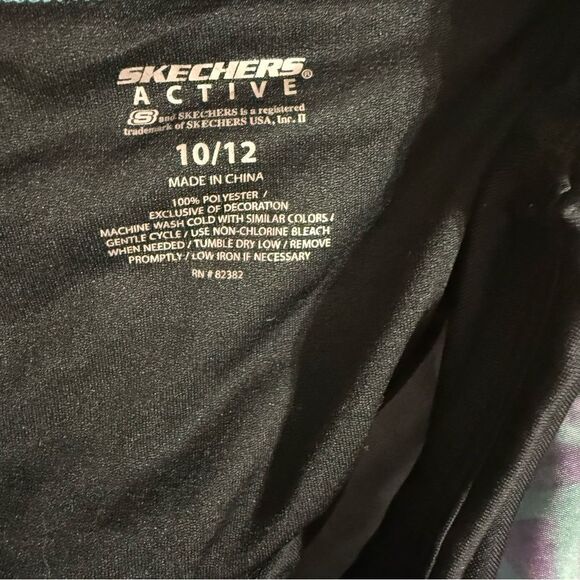 SKECHERS®
ACTIVE
S and SKECHERS is a registered
trademark of SKECHERS USA, Inc. II
10/12
MADE IN CHINA
100% POLYESTER /
EXCLUSIVE OF DECORATION
MACHINE WASH COLD WITH SIMILAR COLORS /
GENTLE CYCLE / USE NON-CHLORINE BLEACH
WHEN NEEDED / TUMBLE DRY LOW / REMOVE
PROMPTLY / LOW IRON IF NECESSARY
RN # 82382